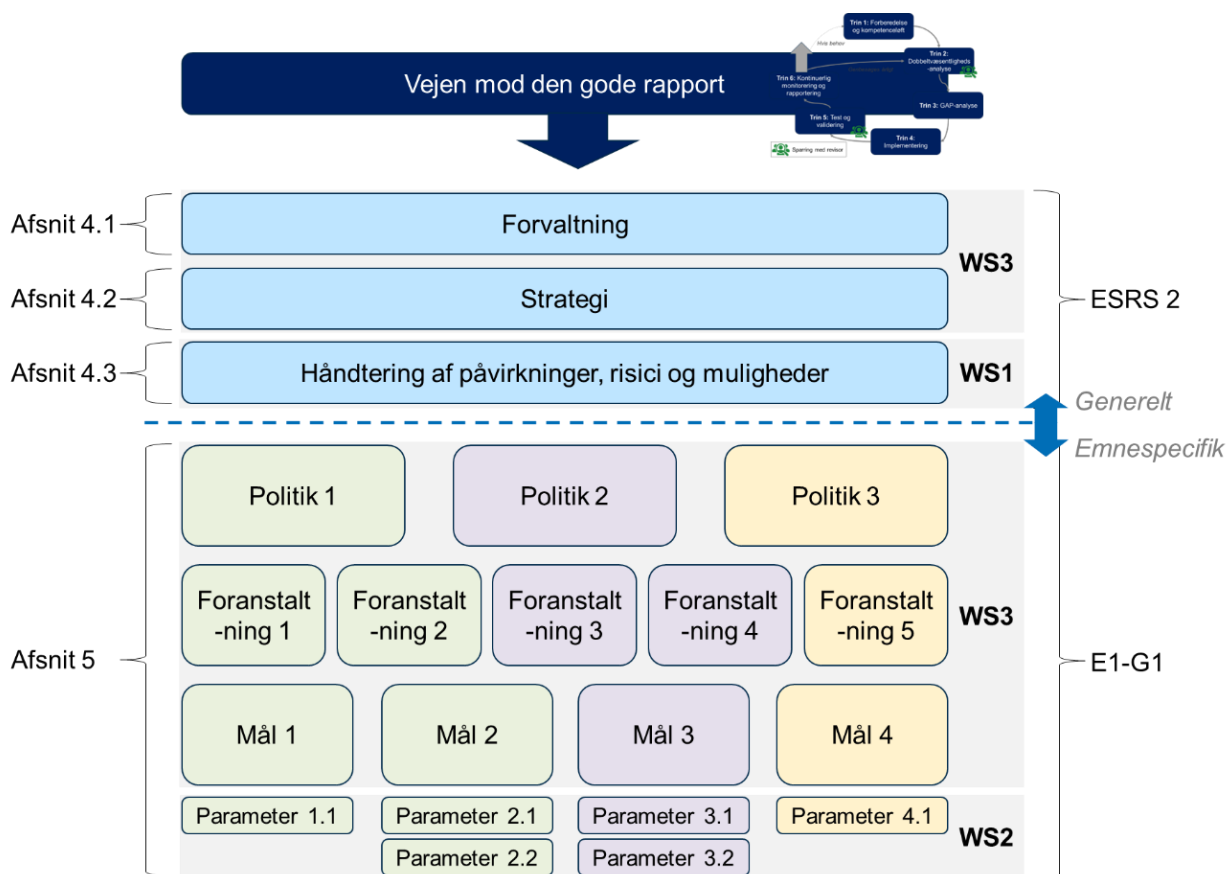 Trin 1: Forberedelse
og kompetenceløft
Hvis behov
Trin 2:
Dobbeltvæsentligheds
-analyse
Vejen mod den gode rapport
Trin 6: Kontinuerlig
monitorering og
rapportering
Trin 3: GAP-analyse
Trin 5: Test og
validering
Trin 4:
Implementering
Sparring med revisor
Afsnit 4.1
Forvaltning
WS3
Afsnit 4.2
Strategi
ESRS 2
Afsnit 4.3
Håndtering af påvirkninger, risici og muligheder
WS1
Generelt
Emnespecifik
Politik 1
Politik 2
Politik 3
Foranstalt
-ning 1
Foranstalt
-ning 2
Foranstalt
-ning 3
Foranstalt
-ning 4
Foranstalt
-ning 5
WS3
Afsnit 5
E1-G1
Mål 1
Mål 2
Mål 3
Mål 4
Parameter 1.1
Parameter 2.1
Parameter 3.1
Parameter 4.1
WS2
Parameter 2.2
Parameter 3.2